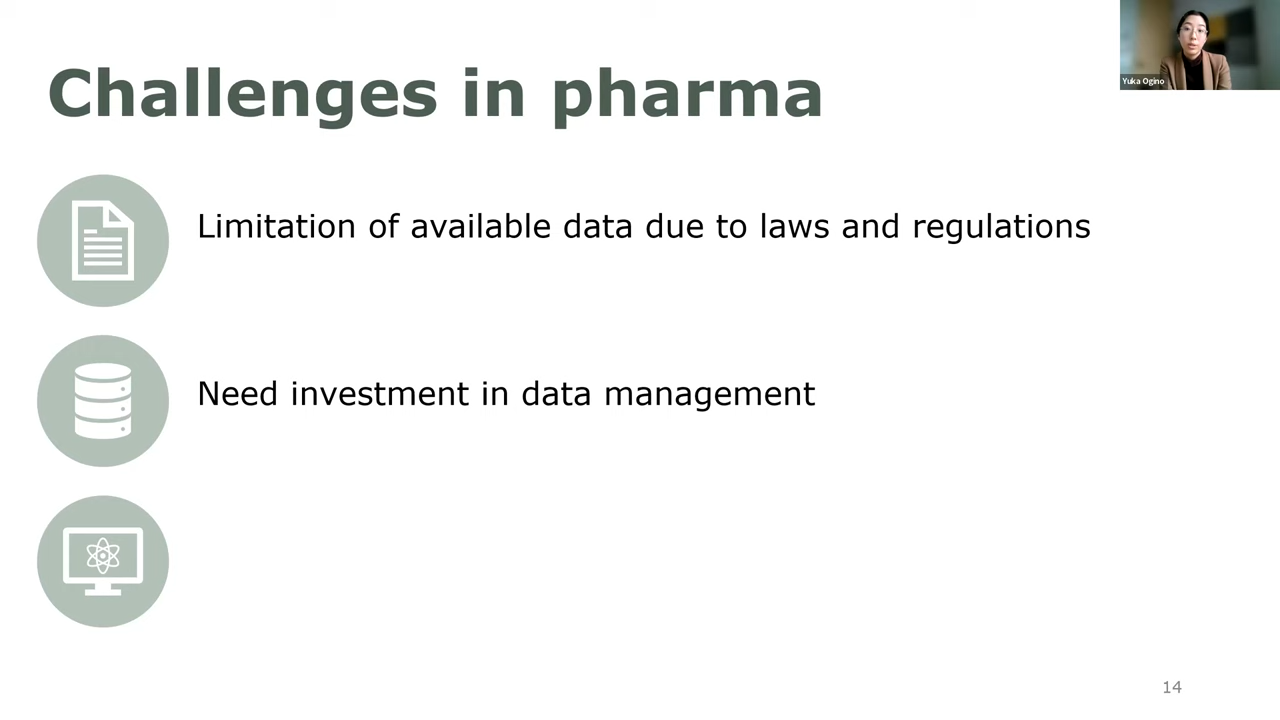 Challenges in pharma
Yuka Ogino
Limitation of available data due to laws and regulations
Need investment in data management
14